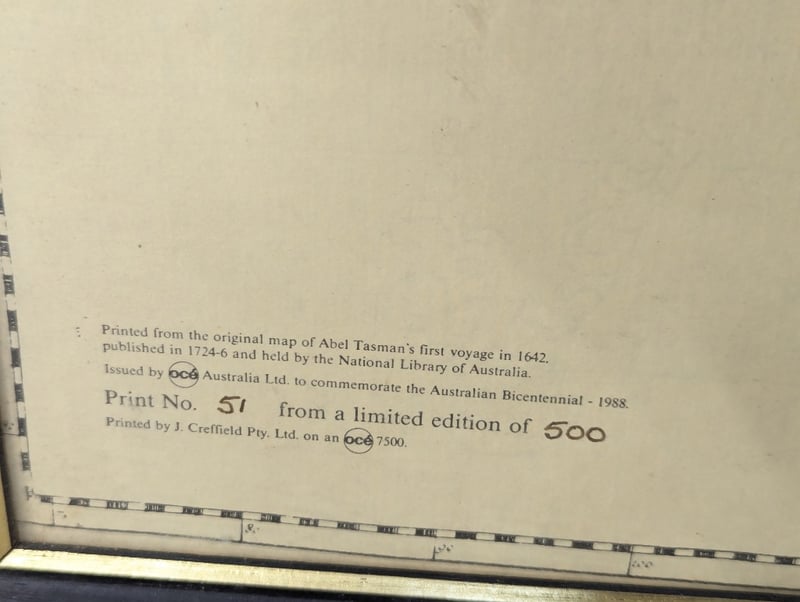 Printed from the original map of Abel Tasman's first voyage in 1642,
published in 1724-6 and held by the National Library of Australia.
Issued by océ Australia Ltd. to commemorate the Australian Bicentennial - 1988.
Print No. 51 from a limited edition of 500
Printed by J. Creffield Pty. Ltd. on an océ 7500.